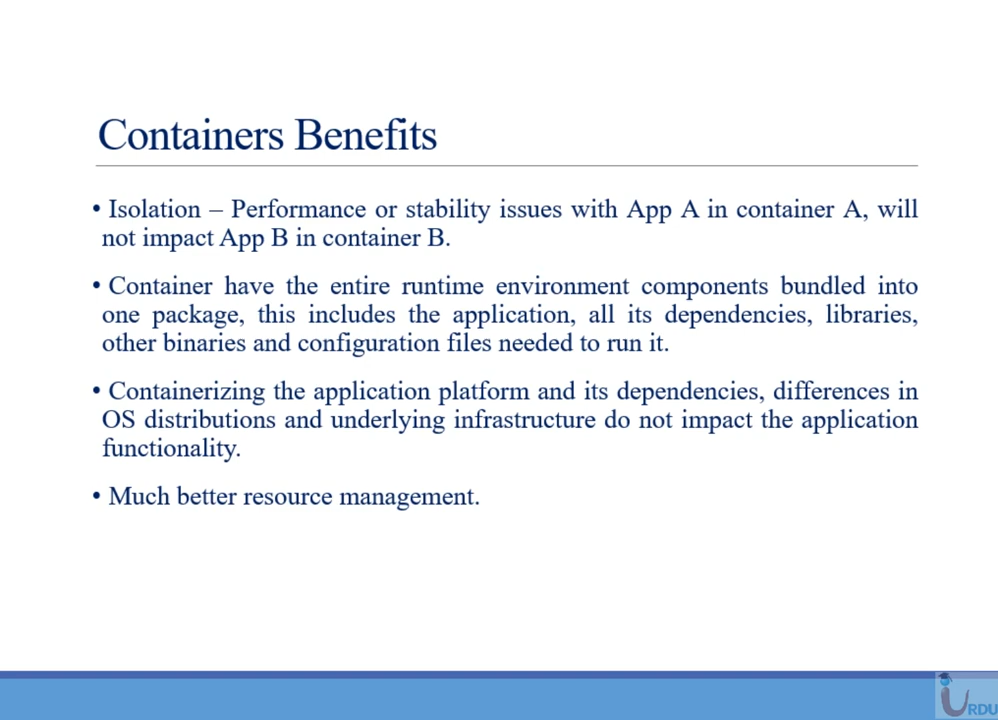 Containers Benefits
• Isolation – Performance or stability issues with App A in container A, will
not impact App B in container B.
• Container have the entire runtime environment components bundled into
one package, this includes the application, all its dependencies, libraries,
other binaries and configuration files needed to run it.
• Containerizing the application platform and its dependencies, differences in
OS distributions and underlying infrastructure do not impact the application
functionality.
• Much better resource management.
iURDU